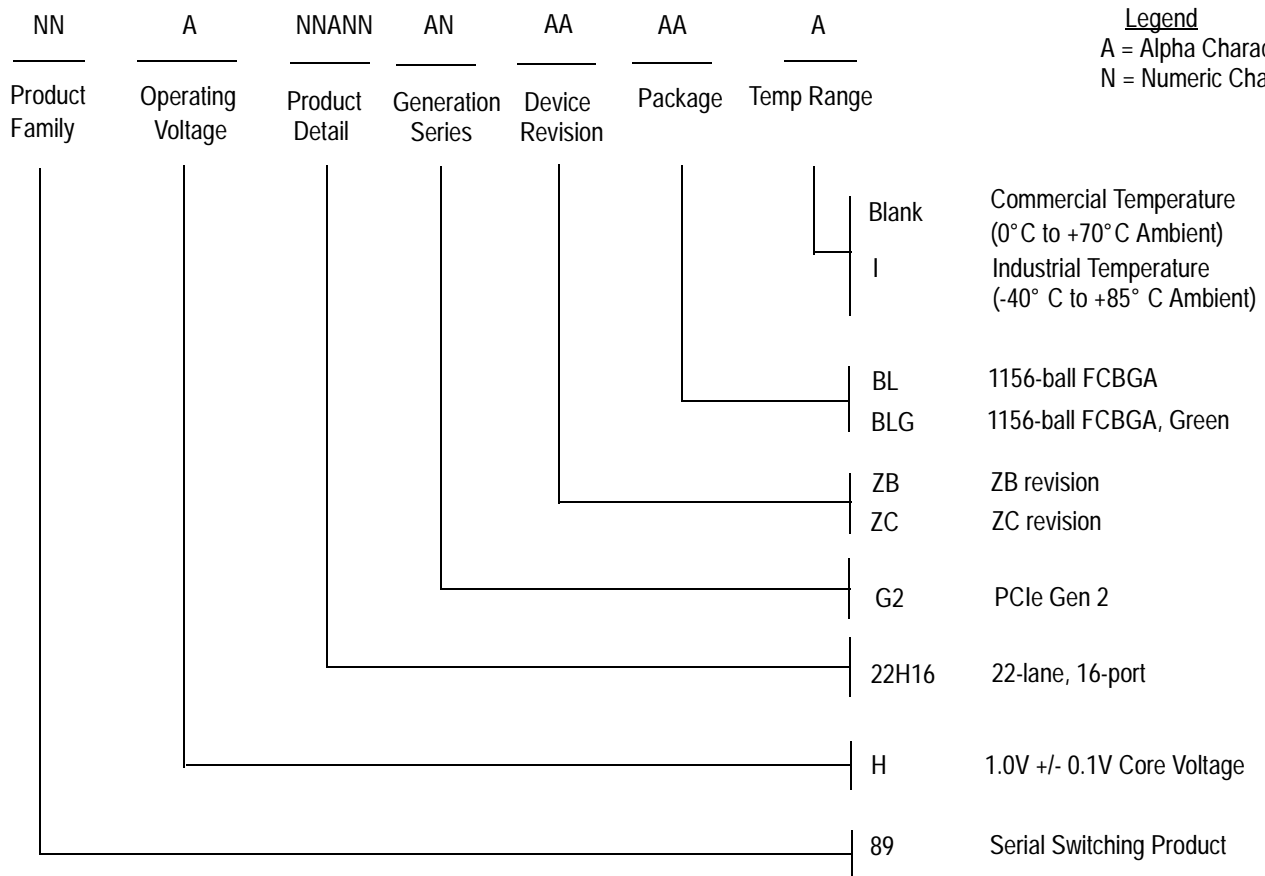 NN A NNANN AN AA AA A
Legend
A = Alpha
N = Numeric
Product Family
Operating Voltage
Product Detail
Generation Series
Device Revision
Package
Temp Range
Blank Commercial Temperature
(0°C to +70°C Ambient)
I Industrial Temperature
(-40° C to +85° C Ambient)
BL 1156-ball FCBGA
BLG 1156-ball FCBGA, Green
ZB ZB revision
ZC ZC revision
G2 PCIe Gen 2
22H16 22-lane, 16-port
H 1.0V +/- 0.1V Core Voltage
89 Serial Switching Product